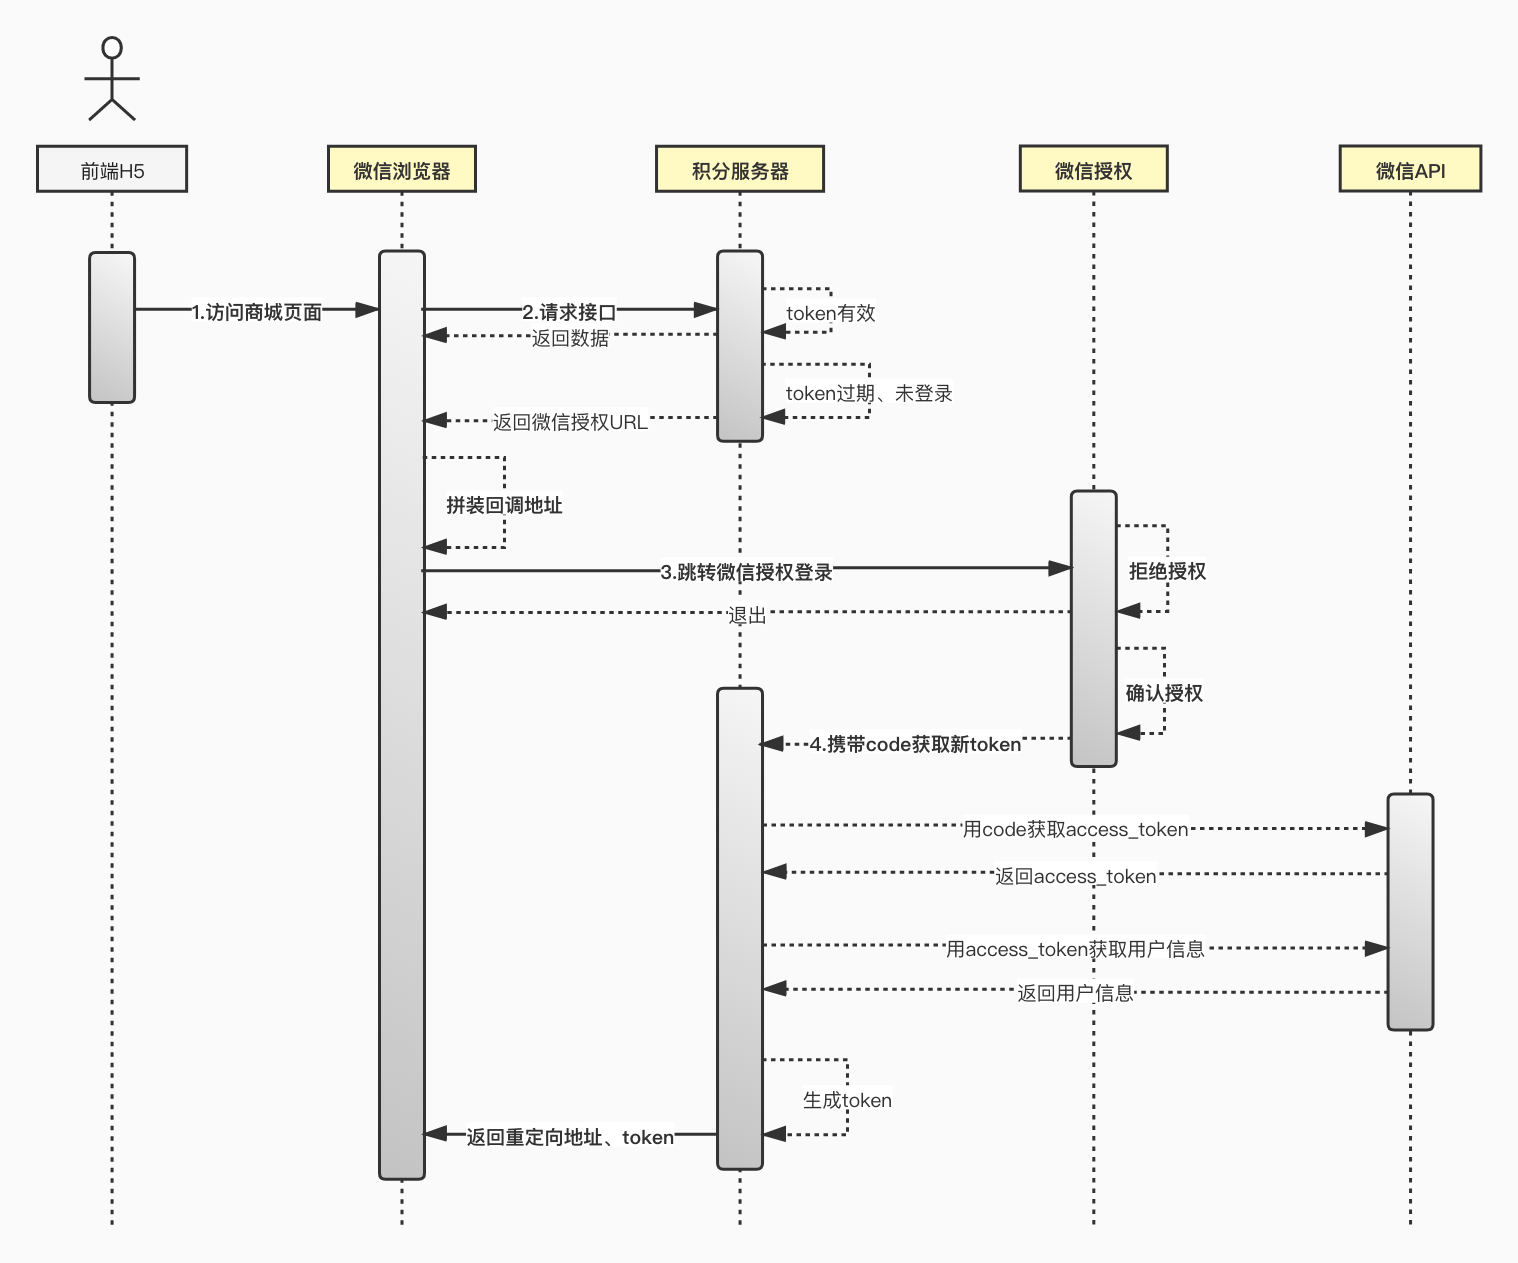 前端H5
微信浏览器
积分服务器
微信授权
微信API
1.访问商城页面
2.请求接口
token有效
返回数据
token过期、未登录
返回微信授权URL
拼装回调地址
3.跳转微信授权登录
拒绝授权
退出
确认授权
4.携带code获取新token
用code获取access_token
返回access_token
用access_token获取用户信息
返回用户信息
生成token
返回重定向地址、token